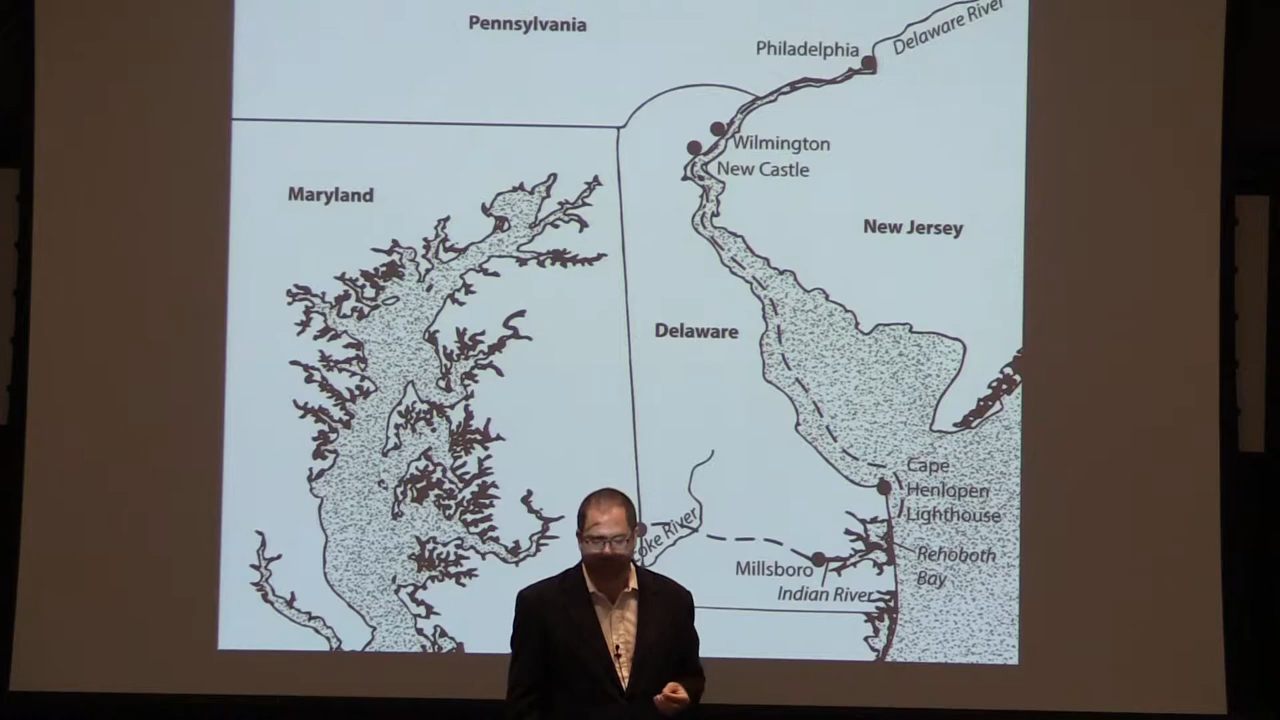 Pennsylvania
Delaware River
Philadelphia
Wilmington
New Castle
Maryland
New Jersey
Delaware
Cape
Henlopen
Lighthouse
River
Rehoboth
Bay
Millsboro
Indian River